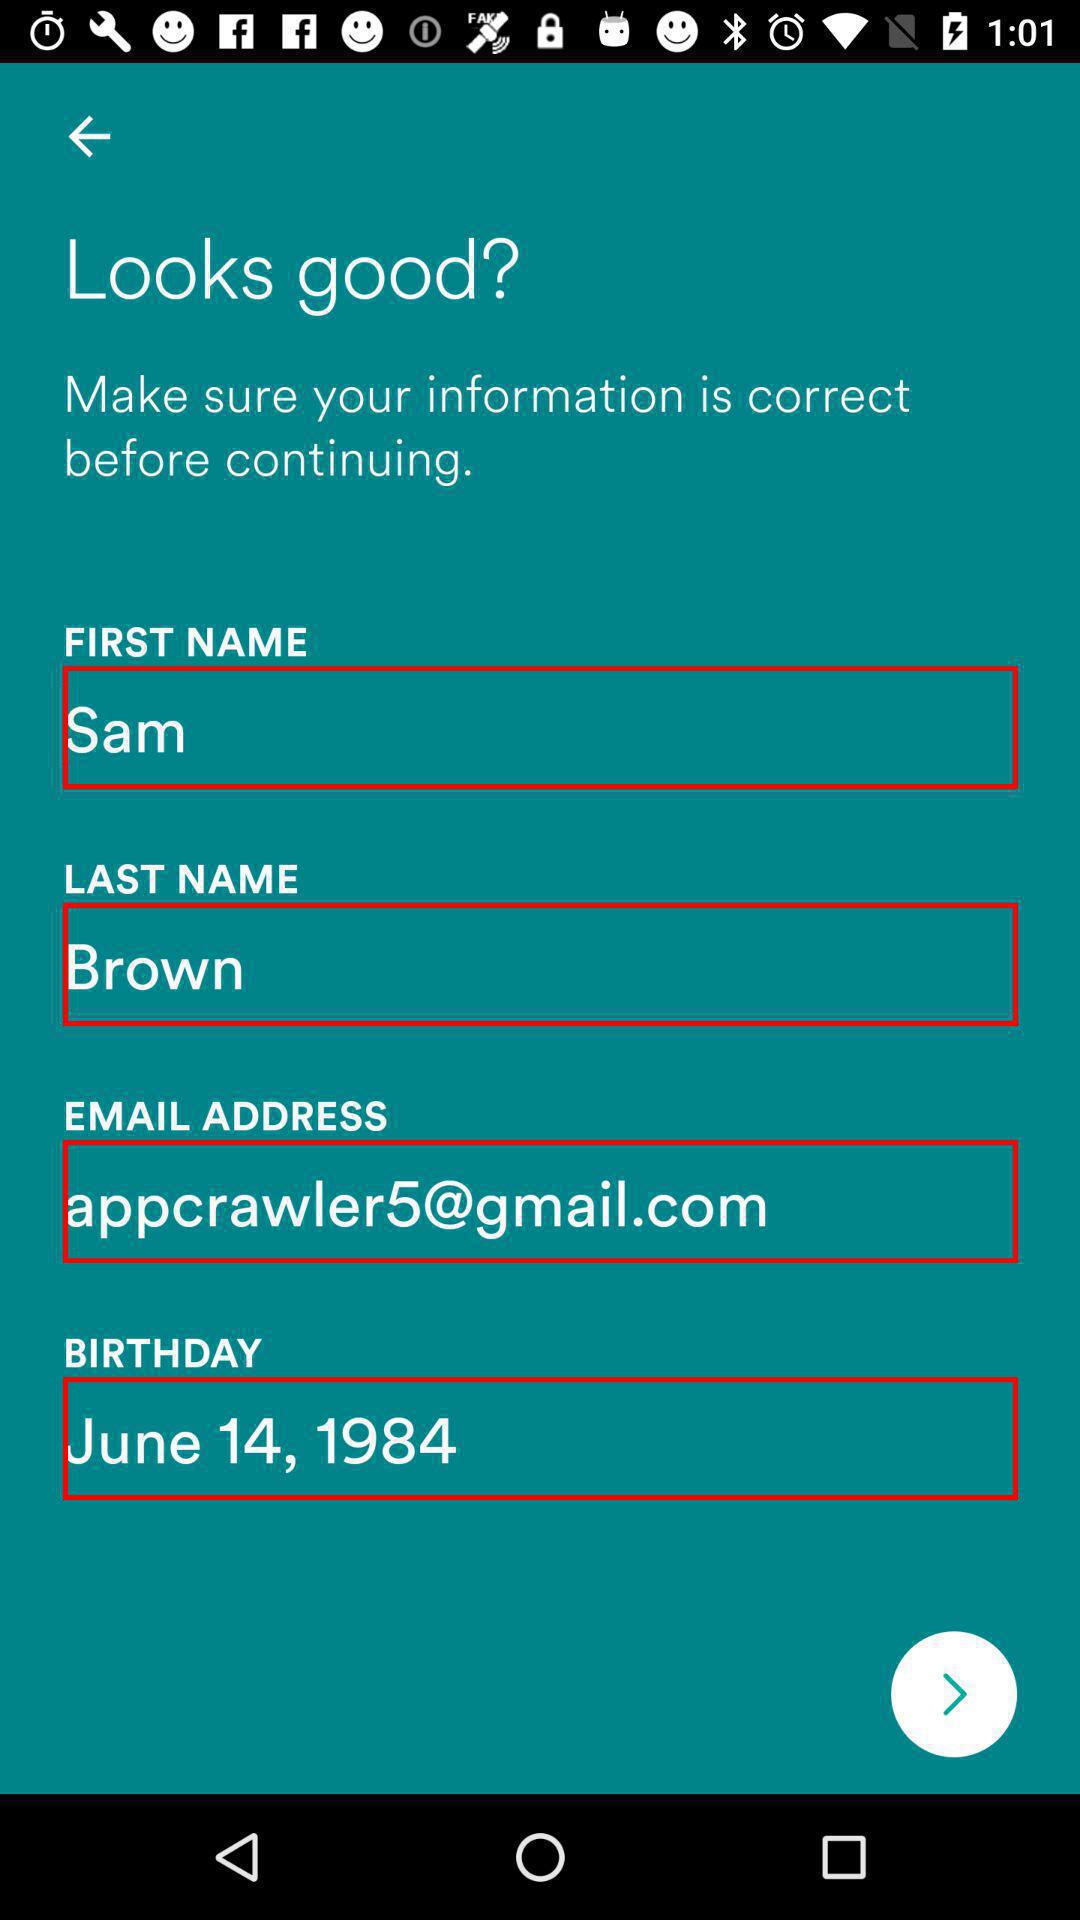 FAKE
1:01
Looks good?
Make sure your information is correct
before continuing.
FIRST NAME
Sam
LAST NAME
Brown
EMAIL ADDRESS
appcrawler5@gmail.com
BIRTHDAY
June 14, 1984